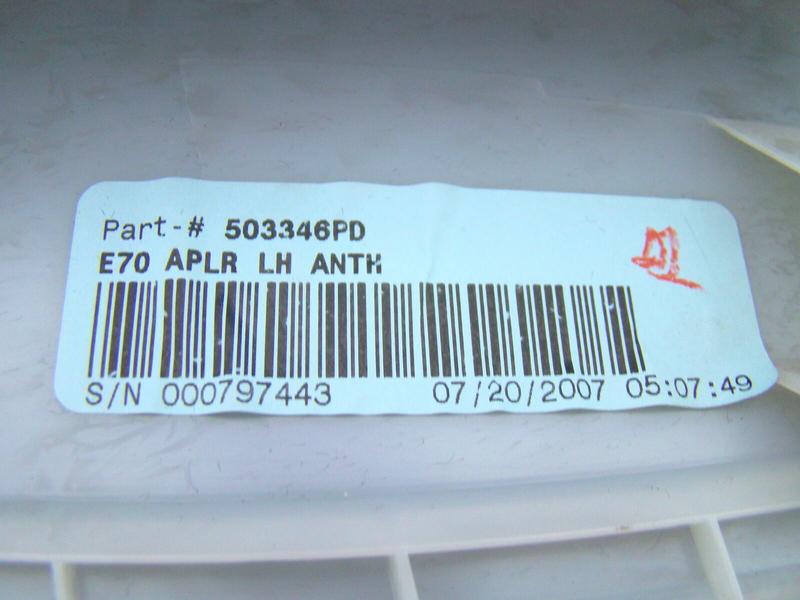 Part-# 503346PD
E70 APLR LH ANTH
S/N 000797443 07/20/2007 05:07:49